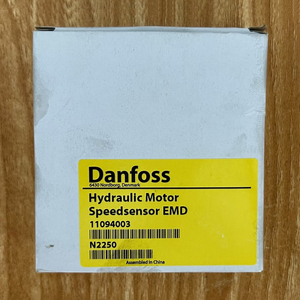 Danfoss
6430 Nordborg, Denmark
Hydraulic Motor
Speedsensor EMD
11094003
N2250
Assembled in China